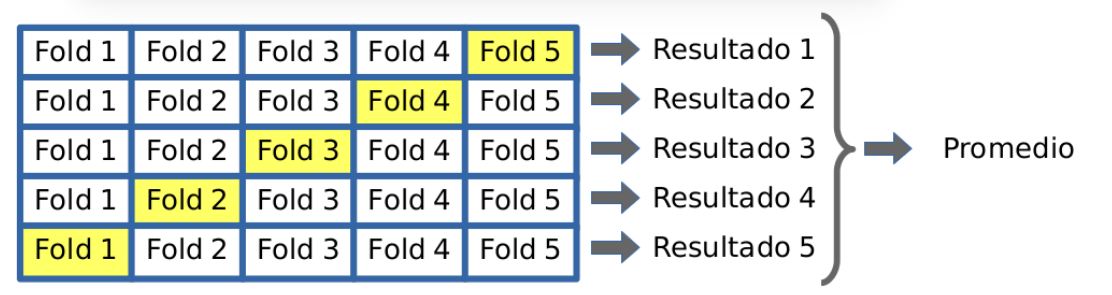 Fold 1 Fold 2 Fold 3 Fold 4 Fold 5 Resultado 1
Fold 1 Fold 2 Fold 3 Fold 4 Fold 5 Resultado 2
Fold 1 Fold 2 Fold 3 Fold 4 Fold 5 Resultado 3 Promedio
Fold 1 Fold 2 Fold 3 Fold 4 Fold 5 Resultado 4
Fold 1 Fold 2 Fold 3 Fold 4 Fold 5 Resultado 5